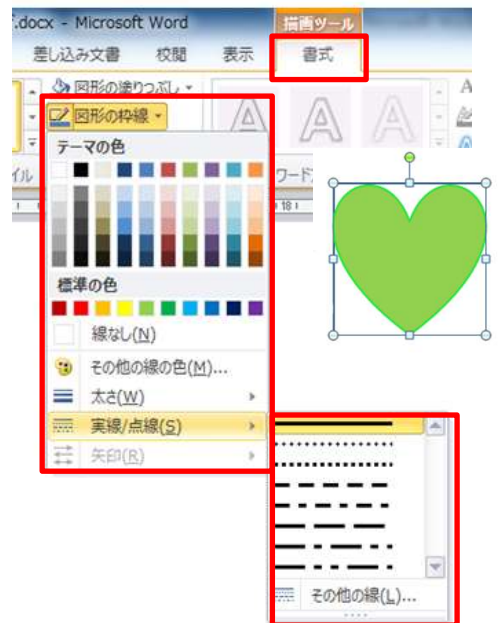 .docx - Microsoft Word
描画ツール
差し込み文書 校閲 表示 書式
図形の塗りつぶし
図形の枠線
テーマの色
標準の色
線なし(N)
その他の線の色(M)...
太さ(W)
実線/点線(S)
矢印(R)
その他の線(L)...